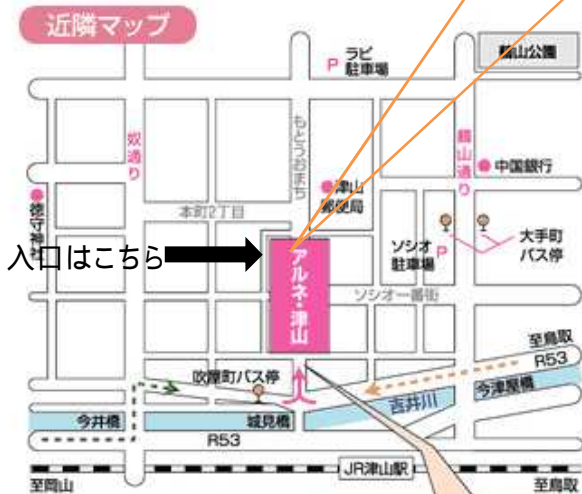 近隣マップ
P ラビ
駐車場
鶴山公園
奴通り
もとうおまち
鶴山通り
中国銀行
徳守神社
津山
郵便局
本町2丁目
入口はこちら
アルネ・津山
ソシオ
駐車場 P
大手町
バス停
ソシオ一番街
至鳥取
R53
吹屋町バス停
吉井川
今津屋橋
今井橋
城見橋
R53
JR津山駅
至岡山
至鳥取